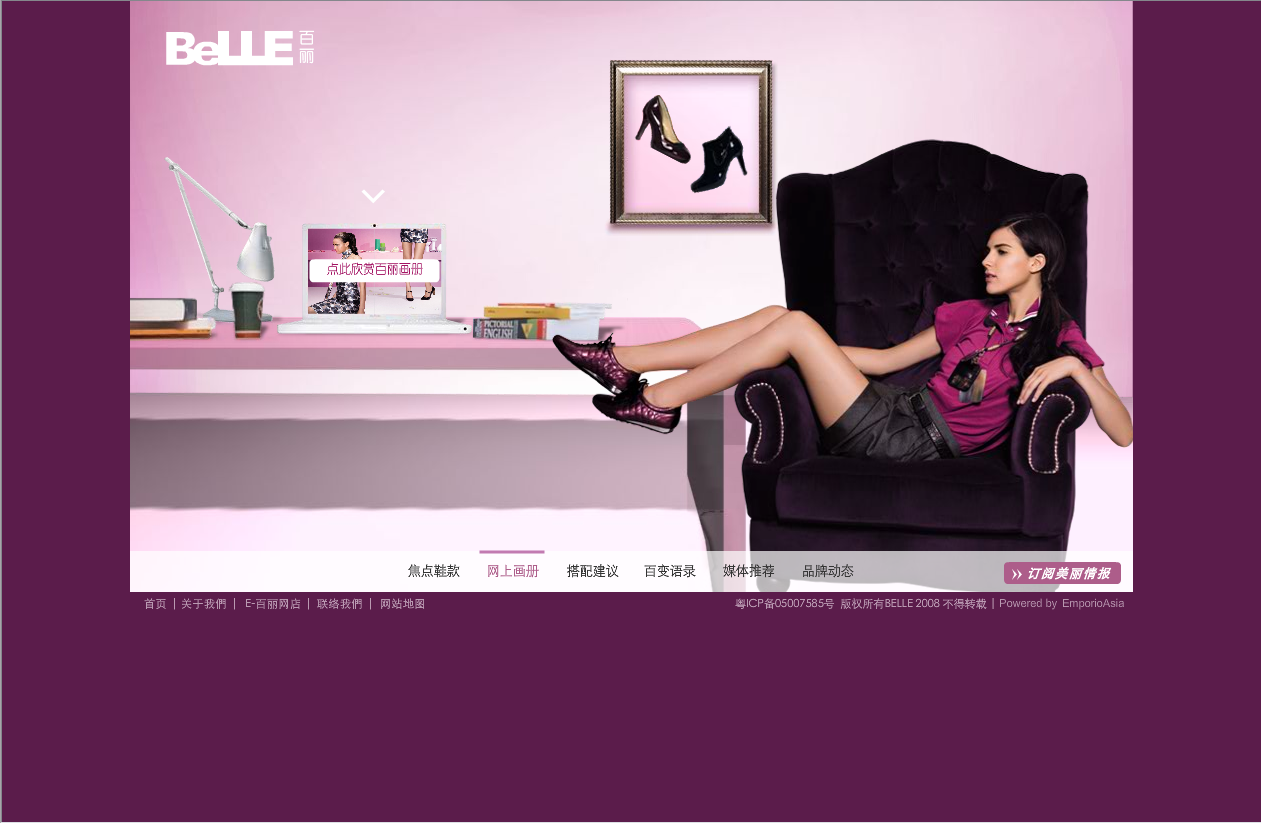 BeLLE 百丽
点此欣赏百丽画册
PICTORIAL
ENGLISH
焦点鞋款 网上画册 搭配建议 百变语录 媒体推荐 品牌动态
订阅美丽情报
首页 | 关于我們 | E-百丽网店 | 联络我們 | 网站地图
粤ICP备05007585号 版权所有BELLE 2008 不得转载 | Powered by EmporioAsia